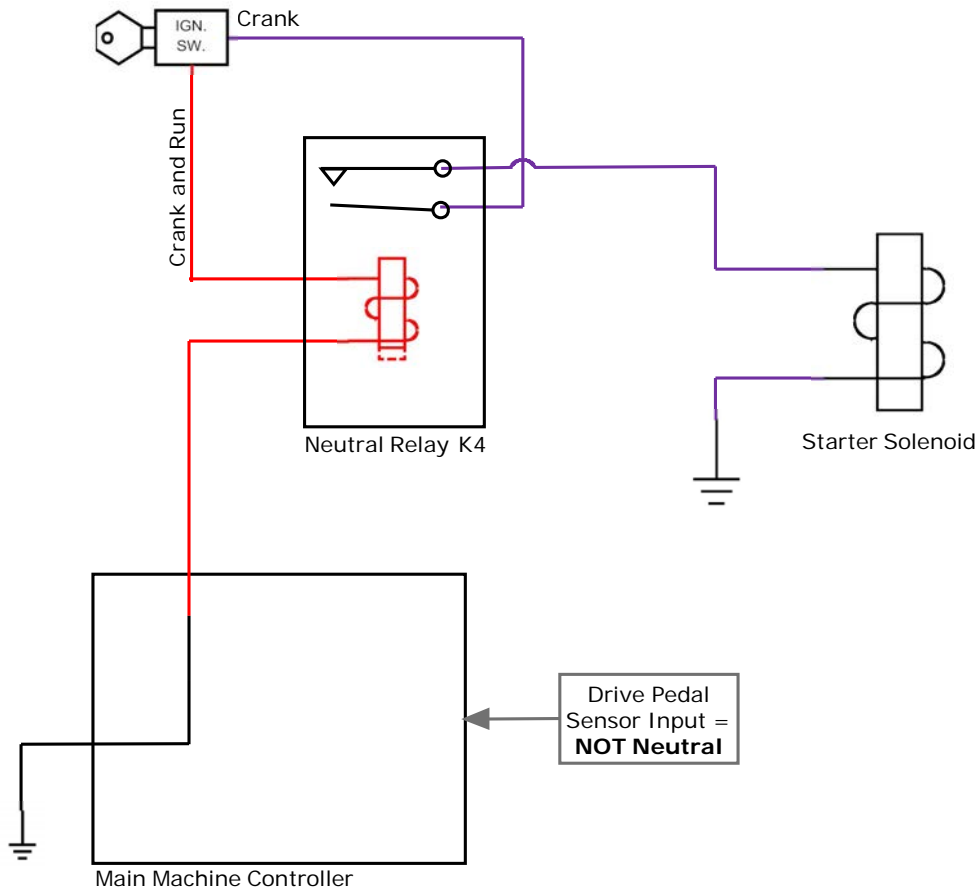 Crank
IGN.
SW.
Crank and Run
Neutral Relay K4
Starter Solenoid
Drive Pedal
Sensor Input =
NOT Neutral
Main Machine Controller